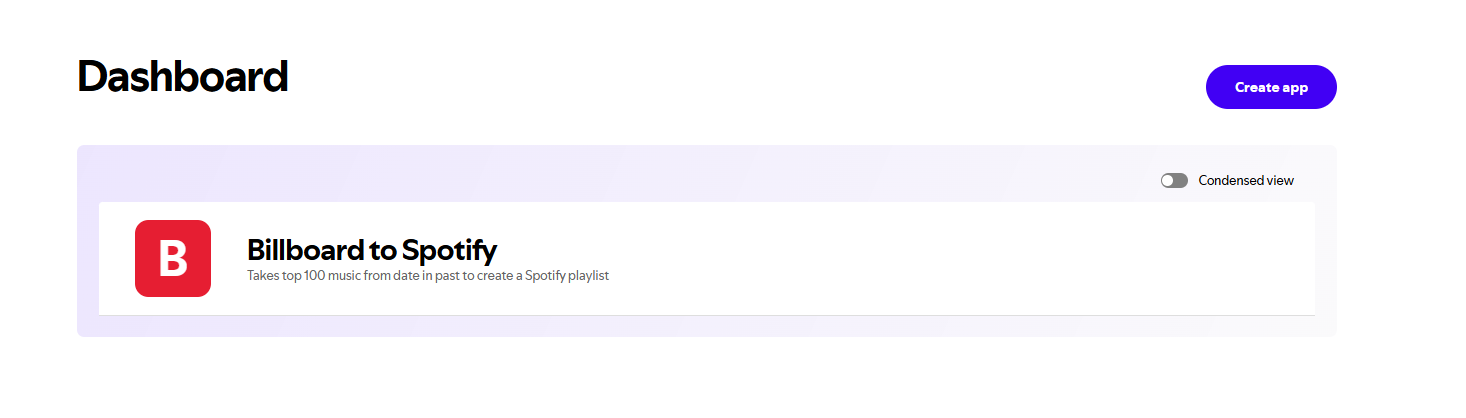 Dashboard
Create app
Condensed view
B
Billboard to Spotify
Takes top 100 music from date in past to create a Spotify playlist